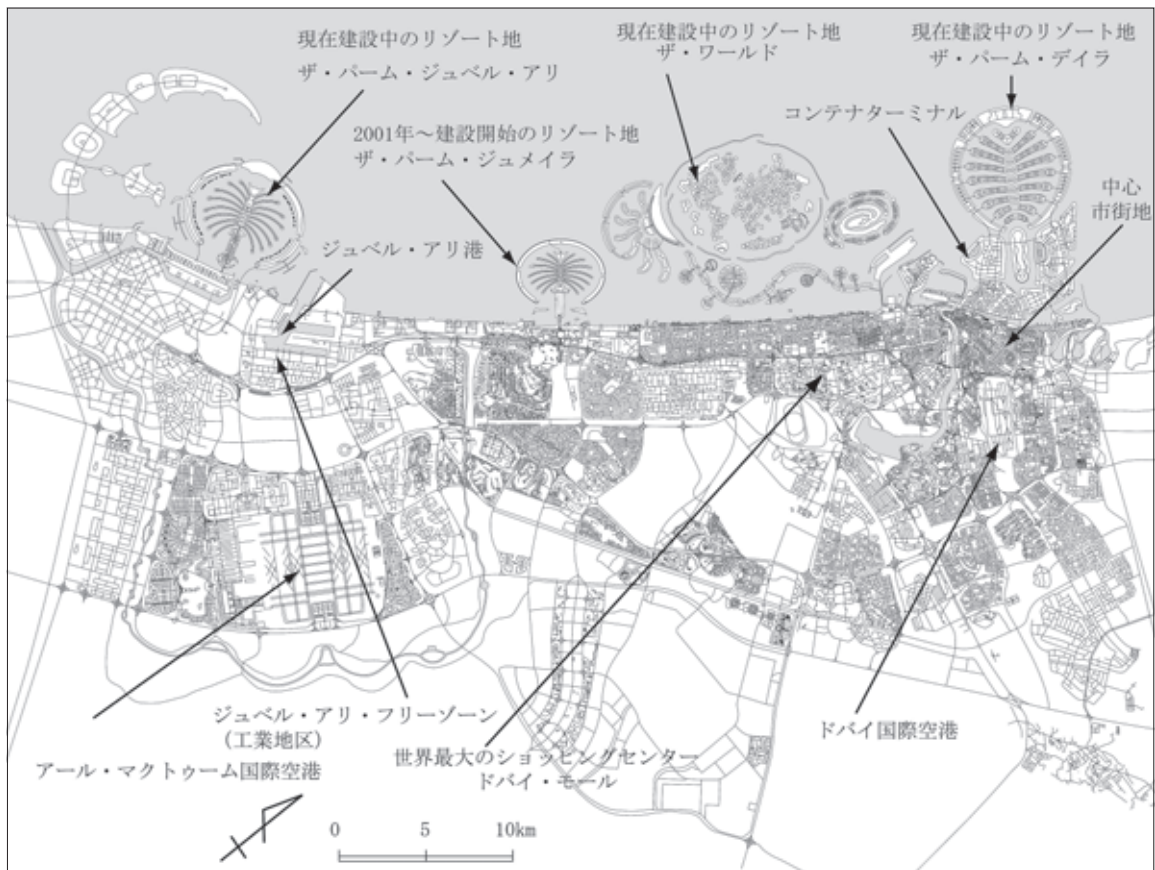 現在建設中のリゾート地
ザ・パーム・ジュベル・アリ
現在建設中のリゾート地
ザ・ワールド
現在建設中のリゾート地
ザ・パーム・デイラ
コンテナターミナル
2001年〜建設開始のリゾート地
ザ・パーム・ジュメイラ
中心
市街地
ジュベル・アリ港
ジュベル・アリ・フリーゾーン
(工業地区)
アール・マクトゥーム国際空港
世界最大のショッピングセンター
ドバイ・モール
ドバイ国際空港
0 5 10km